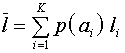 l̄ = ∑_{i=1}^{K} p(a_i) l_i